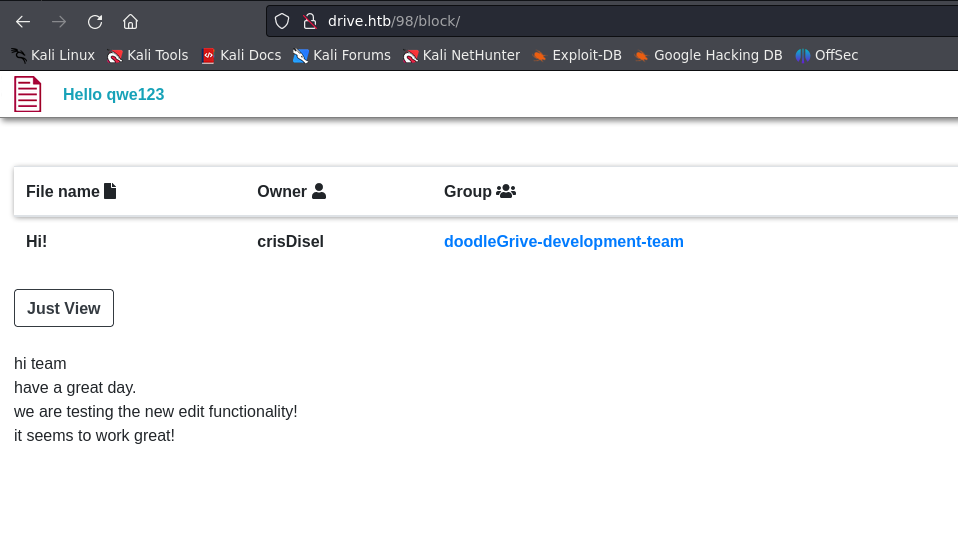 drive.htb/98/block/
Kali Linux Kali Tools Kali Docs Kali Forums Kali NetHunter Exploit-DB Google Hacking DB OffSec
Hello qwe123
File name Owner Group
Hi! crisDisel doodleGrive-development-team
Just View
hi team
have a great day.
we are testing the new edit functionality!
it seems to work great!